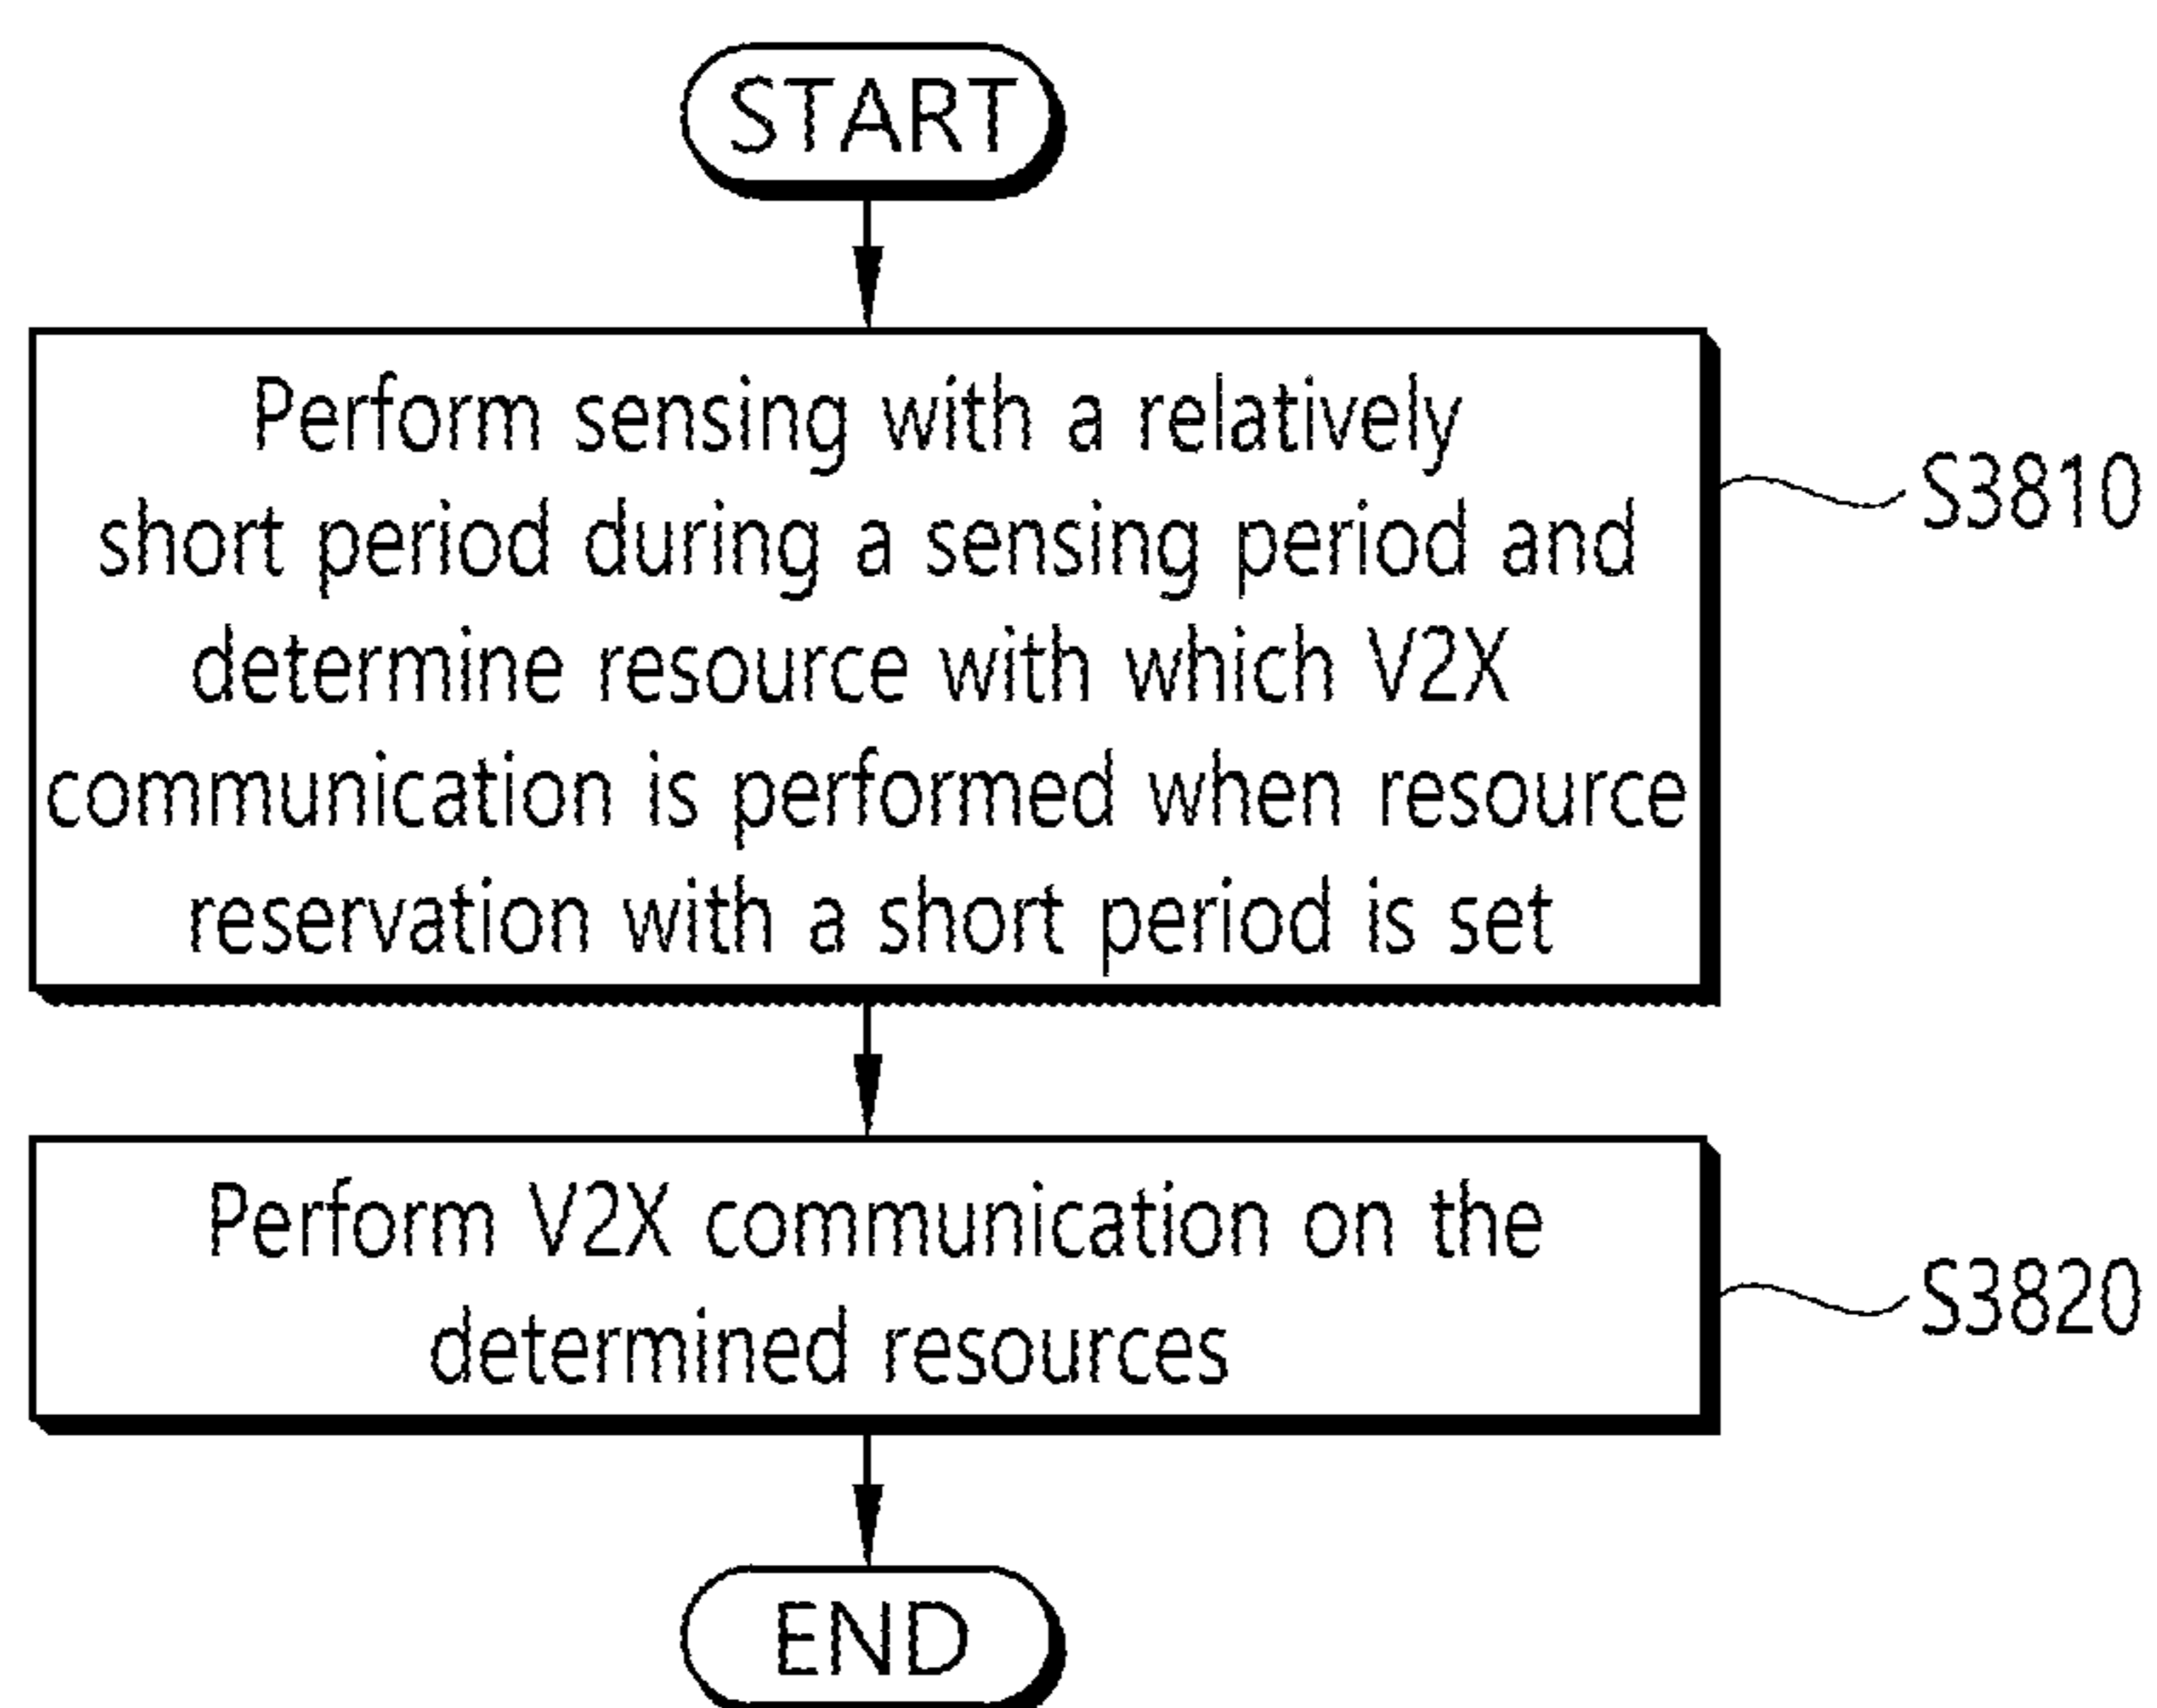 START
Perform sensing with a relatively
short period during a sensing period and
determine resource with which V2X
communication is performed when resource
reservation with a short period is set
S3810
Perform V2X communication on the
determined resources
S3820
END